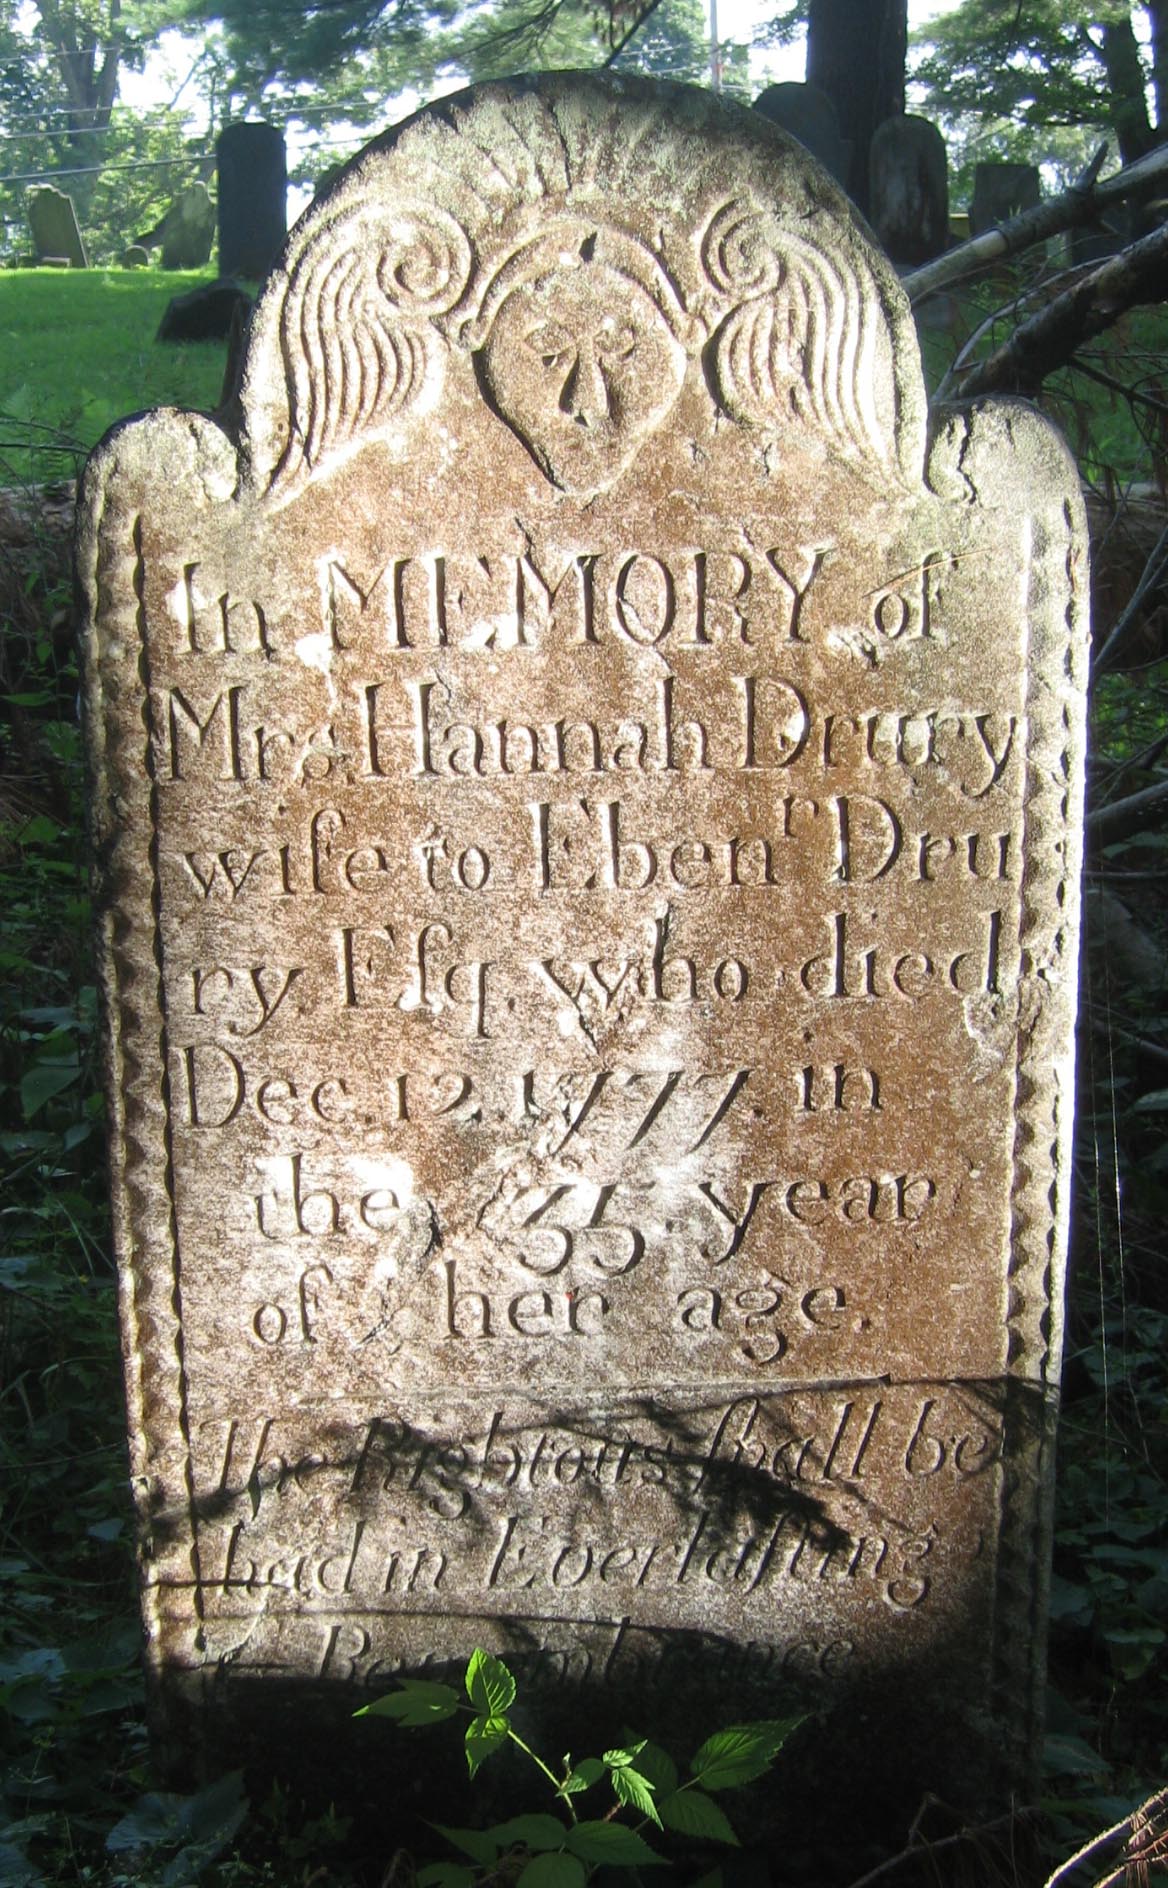 In MEMORY of
Mrs. Hannah Drury
wife to Ebenr Dru
ry Eſq. who died
Dec. 12. 1777. in
the 35. year
of her age.
The Rightous ſhall be
had in Everlaſting
Remembrance